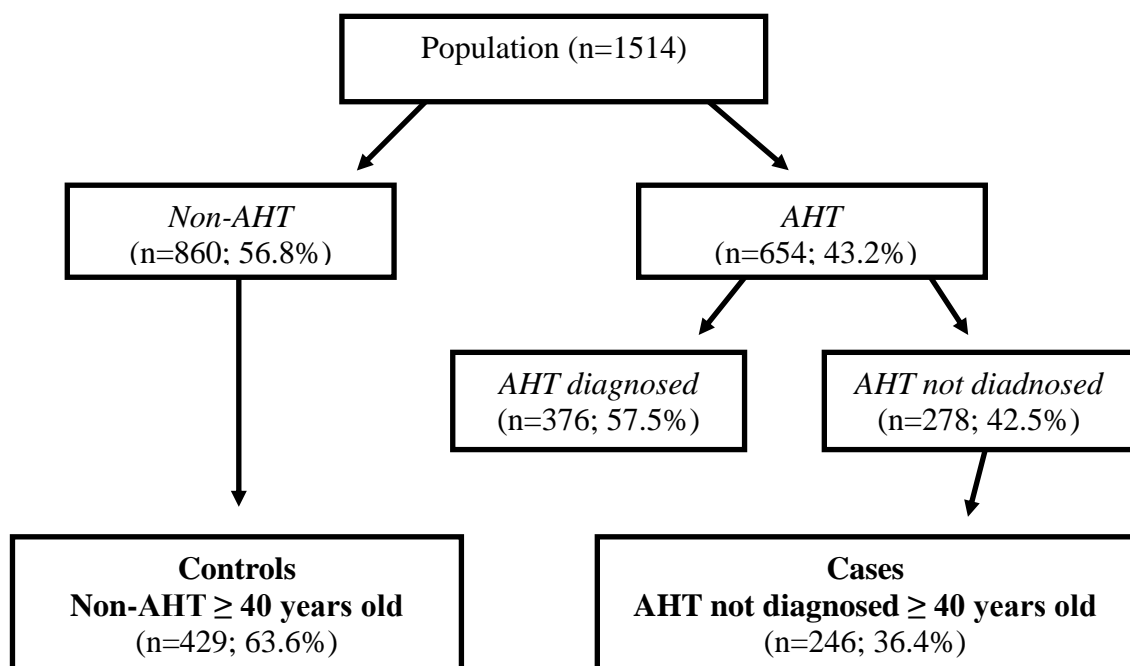 Population (n=1514)
Non-AHT
(n=860; 56.8%)
AHT
(n=654; 43.2%)
AHT diagnosed
(n=376; 57.5%)
AHT not diadnosed
(n=278; 42.5%)
Controls
Non-AHT ≥ 40 years old
(n=429; 63.6%)
Cases
AHT not diagnosed ≥ 40 years old
(n=246; 36.4%)